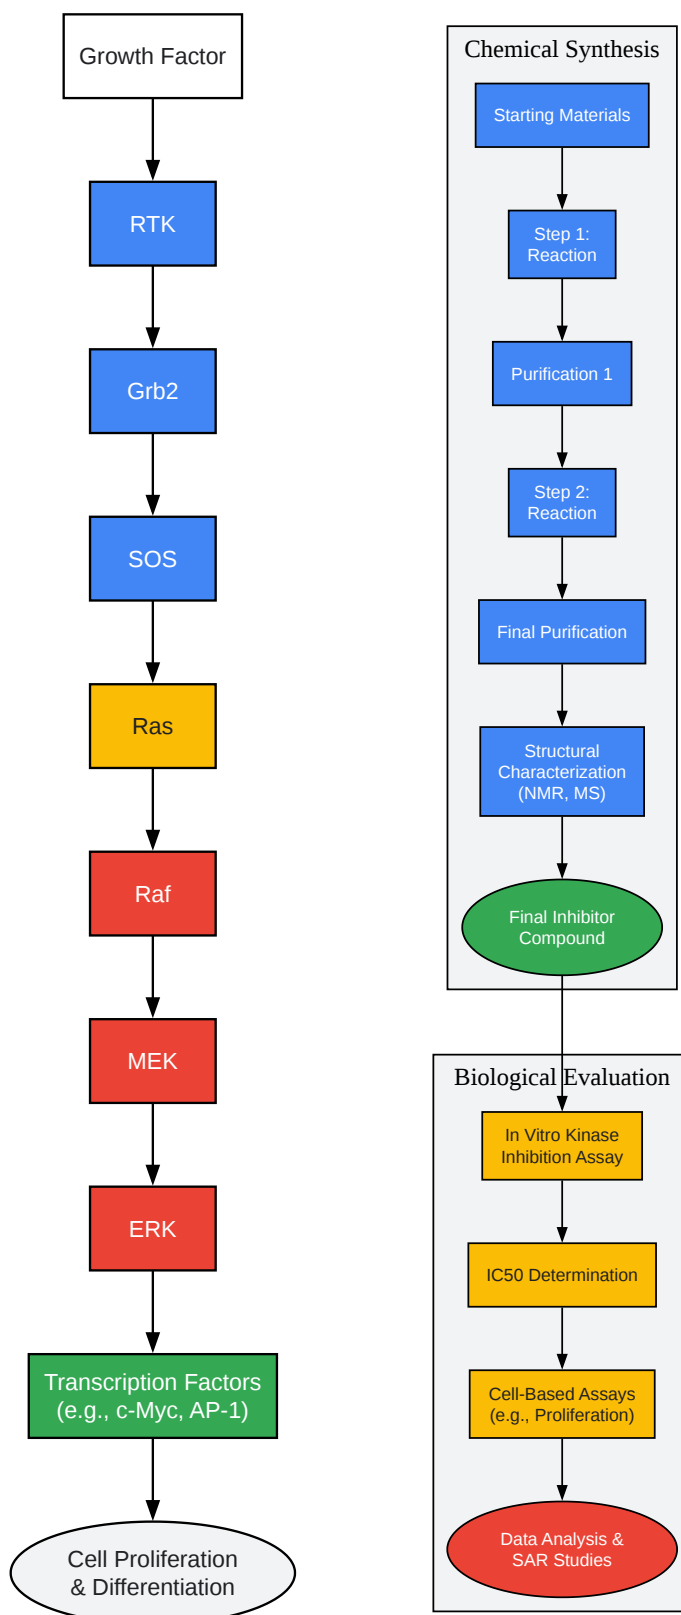 Growth Factor
RTK
Grb2
SOS
Ras
Raf
MEK
ERK
Transcription Factors
(e.g., c-Myc, AP-1)
Cell Proliferation
& Differentiation
Chemical Synthesis
Starting Materials
Step 1:
Reaction
Purification 1
Step 2:
Reaction
Final Purification
Structural
Characterization
(NMR, MS)
Final Inhibitor
Compound
Biological Evaluation
In Vitro Kinase
Inhibition Assay
IC50 Determination
Cell-Based Assays
(e.g., Proliferation)
Data Analysis &
SAR Studies